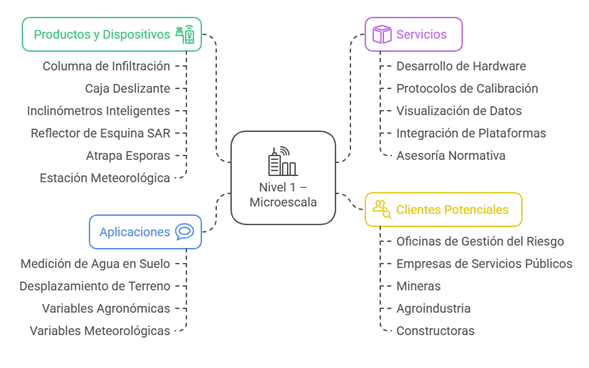 Productos y Dispositivos
Columna de Infiltración
Caja Deslizante
Inclinómetros Inteligentes
Reflector de Esquina SAR
Atrapa Esporas
Estación Meteorológica
Aplicaciones
Medición de Agua en Suelo
Desplazamiento de Terreno
Variables Agronómicas
Variables Meteorológicas
Nivel 1 –
Microescala
Servicios
Desarrollo de Hardware
Protocolos de Calibración
Visualización de Datos
Integración de Plataformas
Asesoría Normativa
Clientes Potenciales
Oficinas de Gestión del Riesgo
Empresas de Servicios Públicos
Mineras
Agroindustria
Constructoras